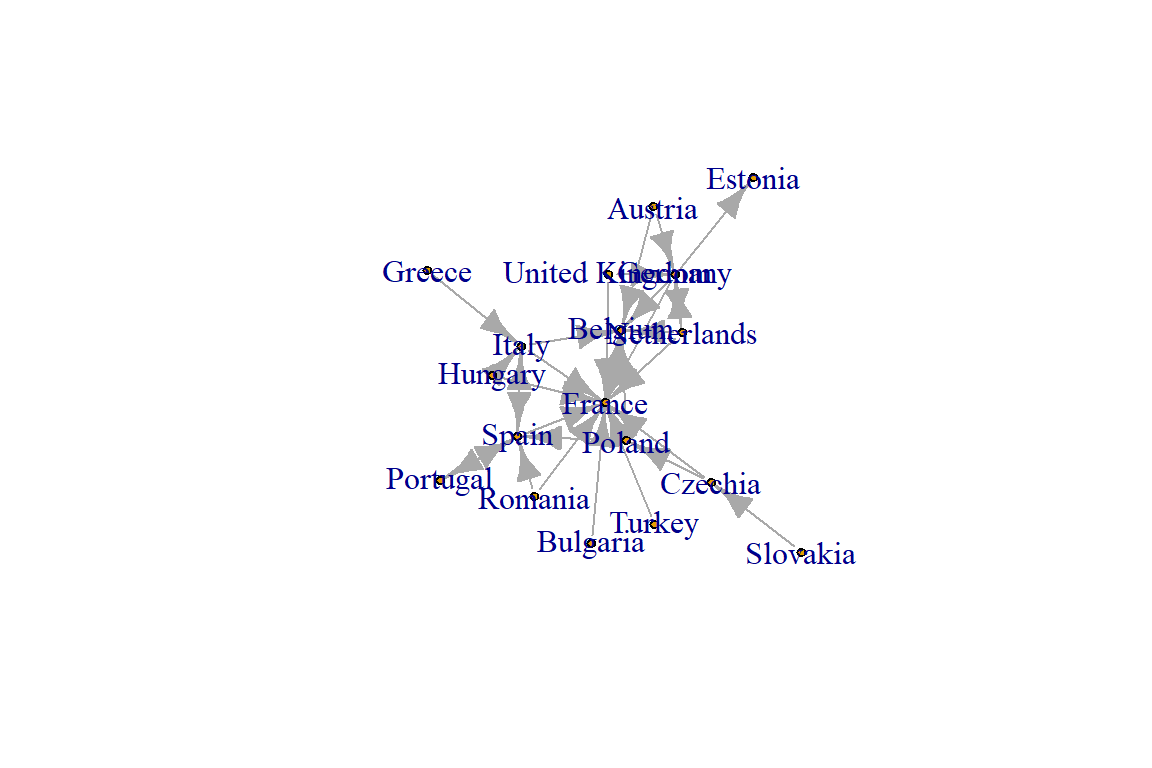 Estonia
Austria
Greece
United Kingdom
Germany
Belgium
Netherlands
Italy
Hungary
France
Spain
Poland
Portugal
Czechia
Romania
Turkey
Bulgaria
Slovakia